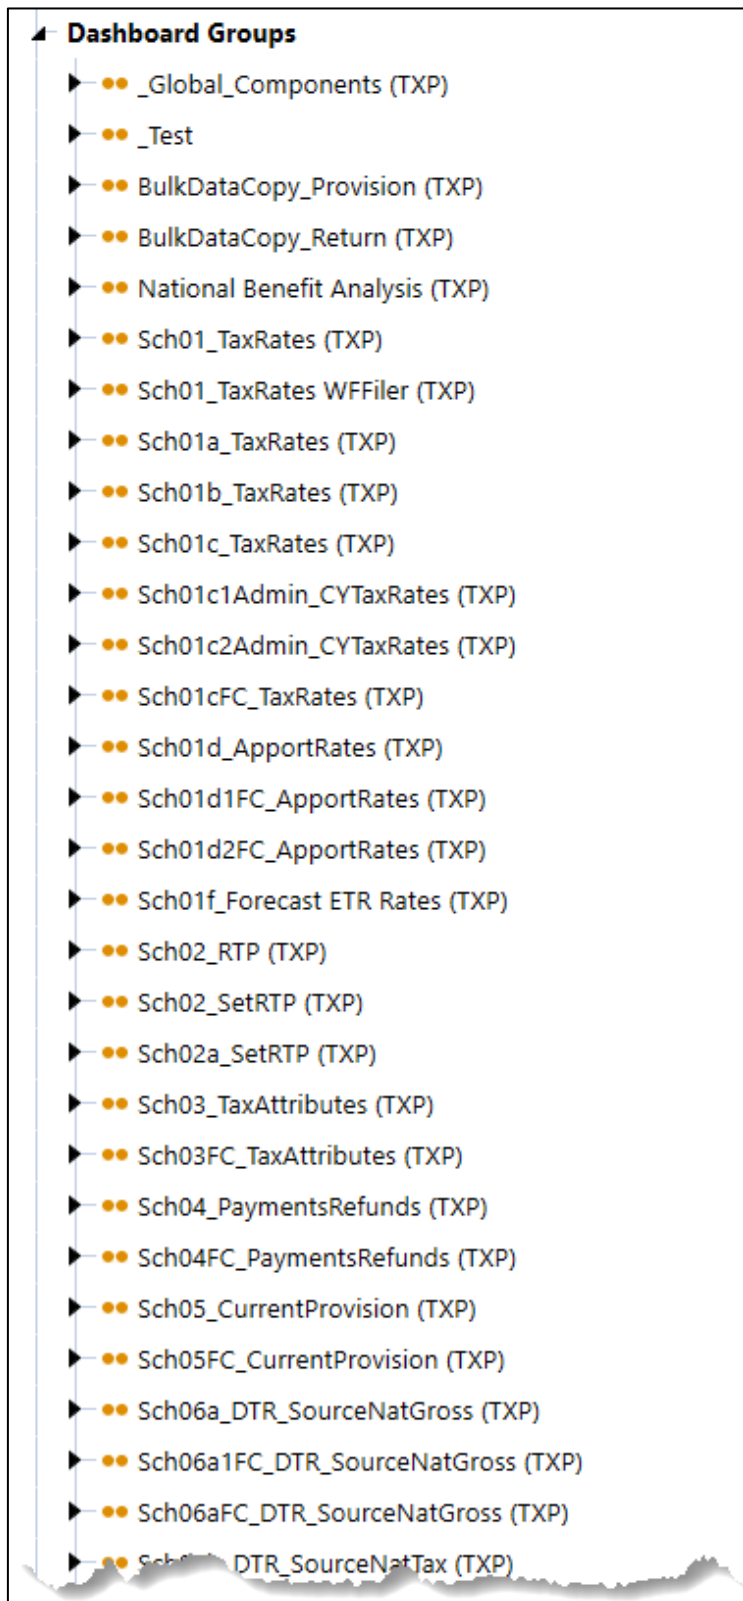 Dashboard Groups
_Global_Components (TXP)
_Test
BulkDataCopy_Provision (TXP)
BulkDataCopy_Return (TXP)
National Benefit Analysis (TXP)
Sch01_TaxRates (TXP)
Sch01_TaxRates WFFiler (TXP)
Sch01a_TaxRates (TXP)
Sch01b_TaxRates (TXP)
Sch01c_TaxRates (TXP)
Sch01c1Admin_CYTaxRates (TXP)
Sch01c2Admin_CYTaxRates (TXP)
Sch01cFC_TaxRates (TXP)
Sch01d_ApportRates (TXP)
Sch01d1FC_ApportRates (TXP)
Sch01d2FC_ApportRates (TXP)
Sch01f_Forecast ETR Rates (TXP)
Sch02_RTP (TXP)
Sch02_SetRTP (TXP)
Sch02a_SetRTP (TXP)
Sch03_TaxAttributes (TXP)
Sch03FC_TaxAttributes (TXP)
Sch04_PaymentsRefunds (TXP)
Sch04FC_PaymentsRefunds (TXP)
Sch05_CurrentProvision (TXP)
Sch05FC_CurrentProvision (TXP)
Sch06a_DTR_SourceNatGross (TXP)
Sch06a1FC_DTR_SourceNatGross (TXP)
Sch06aFC_DTR_SourceNatGross (TXP)
_DTR_SourceNatTax (TXP)